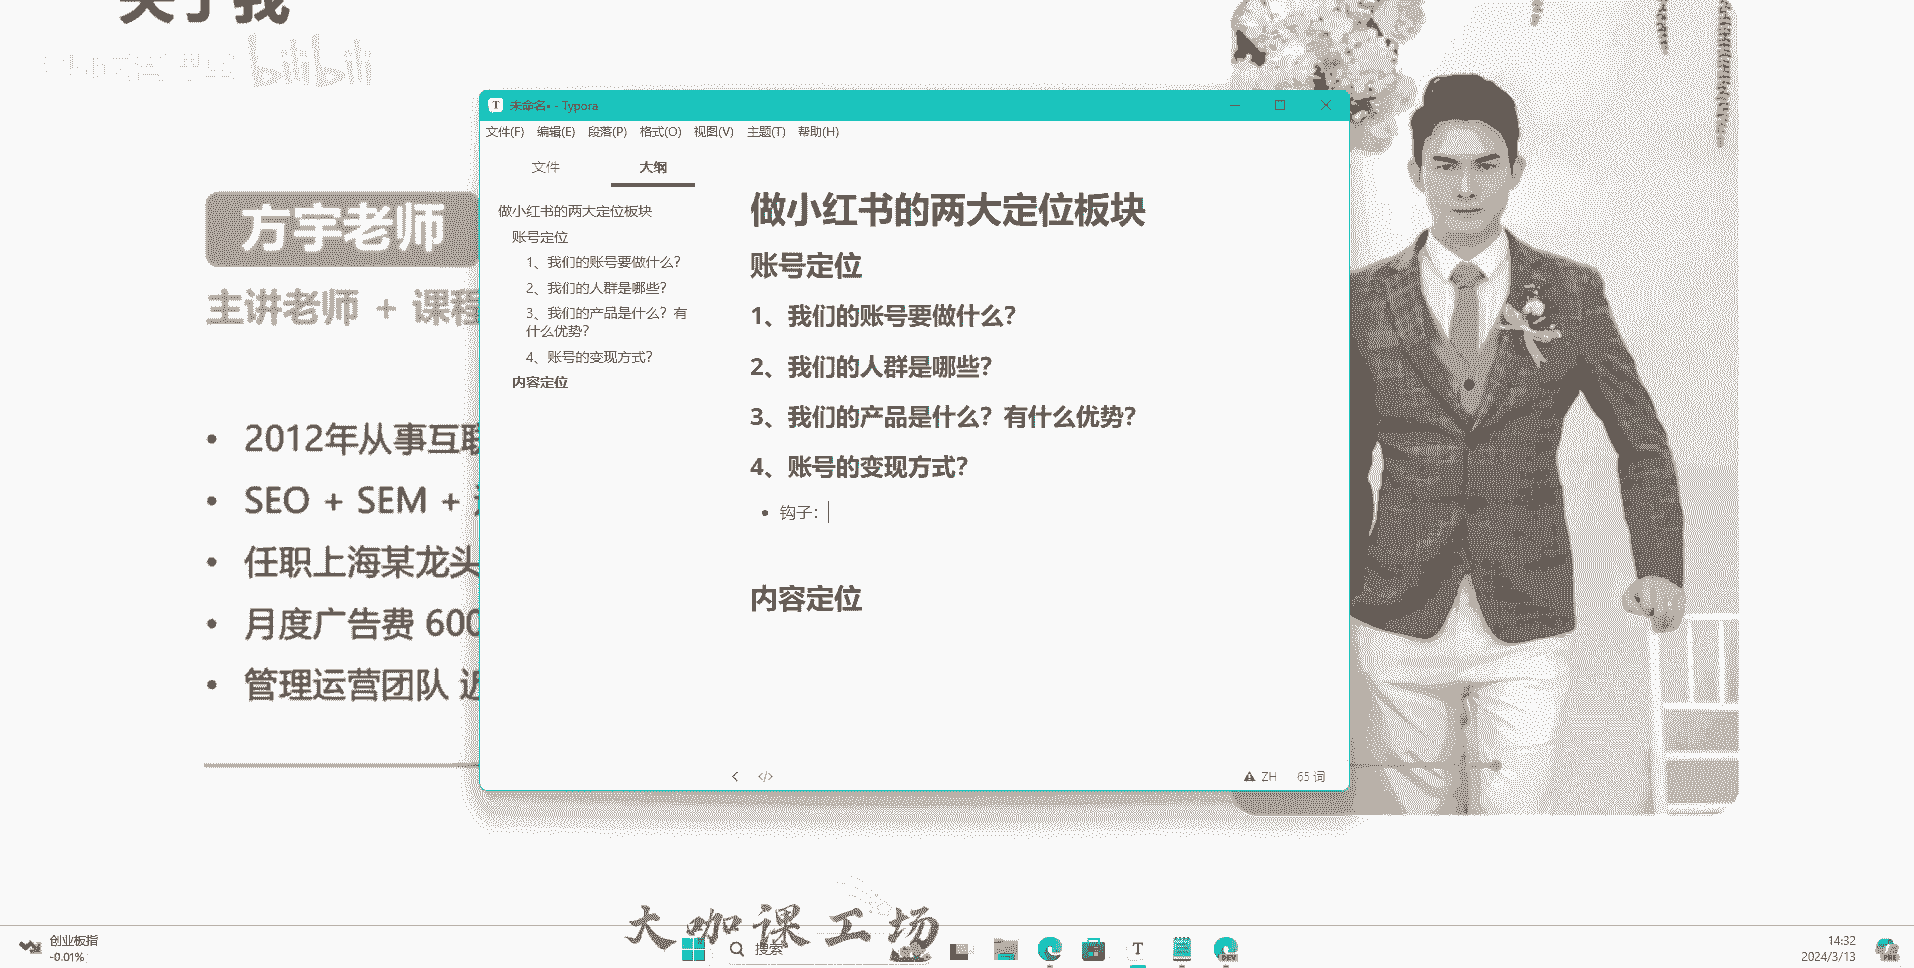 关于我
bilibili
未命名• - Typora
文件(F) 编辑(E) 段落(P) 格式(O) 视图(V) 主题(T) 帮助(H)
文件 大纲
做小红书的两大定位板块
账号定位
1、我们的账号要做什么？
2、我们的人群是哪些？
3、我们的产品是什么？有
什么优势？
4、账号的变现方式？
内容定位
做小红书的两大定位板块
账号定位
1、我们的账号要做什么？
2、我们的人群是哪些？
3、我们的产品是什么？有什么优势？
4、账号的变现方式？
钩子：
内容定位
</> ZH 65 词
方宇老师
主讲老师 + 课程
• 2012年从事互联
• SEO + SEM +
• 任职上海某龙头
• 月度广告费 600
• 管理运营团队 近
大咖课工场
创业板指
-0.01%
搜索
14:32
2024/3/13